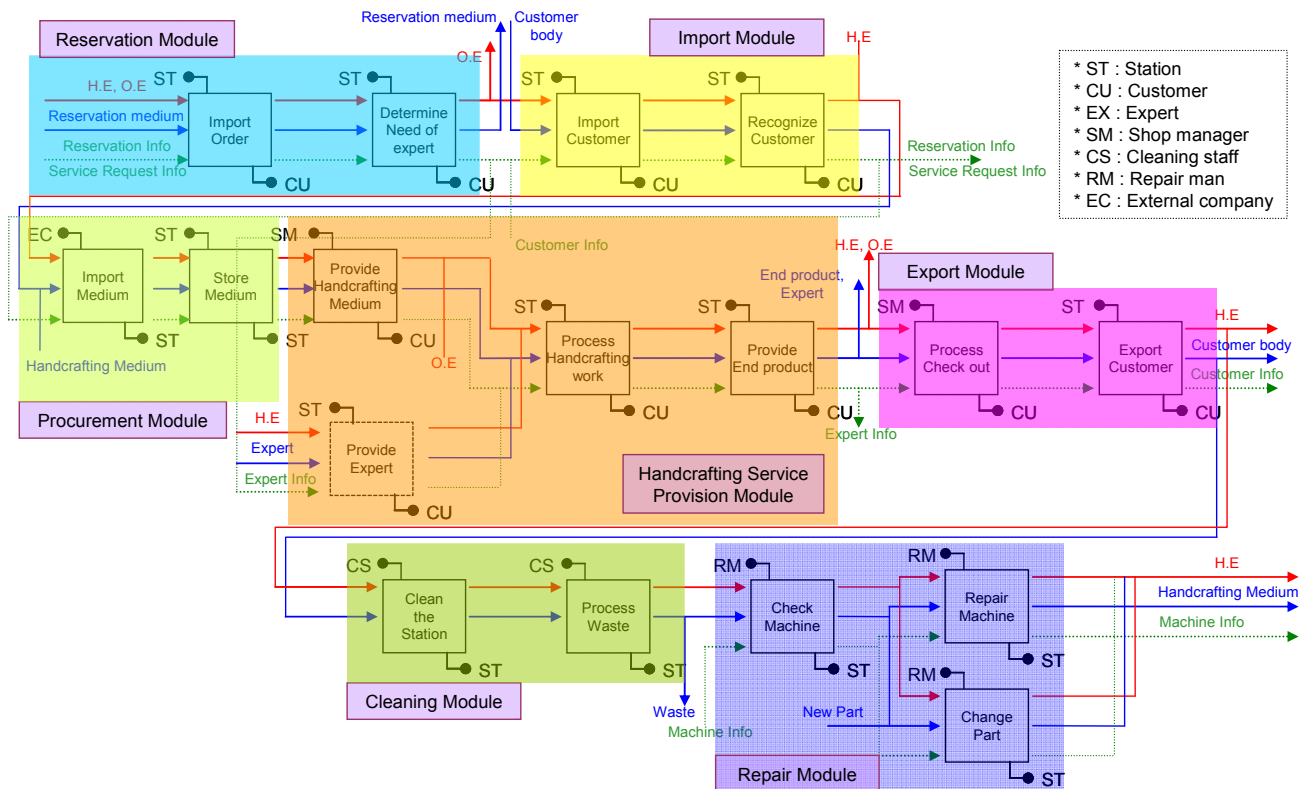 Reservation Module
Reservation medium
Customer
body
Import Module
H.E
O.E
* ST : Station
* CU : Customer
* EX : Expert
* SM : Shop manager
* CS : Cleaning staff
* RM : Repair man
* EC : External company
ST
ST
ST
ST
H.E, O.E
Reservation medium
Reservation Info
Service Request Info
Import
Order
Determine
Need of
expert
Import
Customer
Recognize
Customer
Reservation Info
Service Request Info
CU
CU
CU
CU
EC
ST
SM
Customer Info
H.E, O.E
Import
Medium
Store
Medium
Provide
Handcrafting
Medium
End product,
Expert
Export Module
ST
ST
SM
ST
H.E
Process
Handcrafting
work
Provide
End product
Process
Check out
Export
Customer
Customer body
Customer Info
ST
ST
CU
Handcrafting Medium
O.E
Procurement Module
CU
CU
CU
CU
H.E
ST
Expert
Expert Info
Provide
Expert
Expert Info
Handcrafting Service
Provision Module
CU
CS
CS
RM
RM
H.E
Clean
the
Station
Process
Waste
Check
Machine
Repair
Machine
Handcrafting Medium
Machine Info
ST
ST
ST
ST
RM
Cleaning Module
Waste
Machine Info
New Part
Change
Part
Repair Module
ST